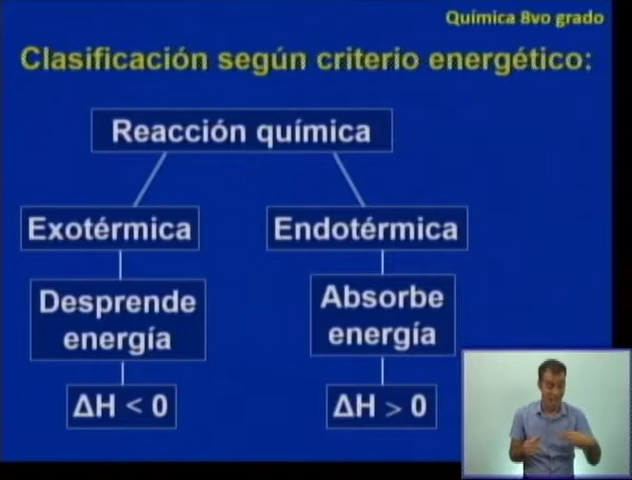 Química 8vo grado
Clasificación según criterio energético:
Reacción química
Exotérmica
Endotérmica
Desprende
energía
Absorbe
energía
ΔH < 0
ΔH > 0